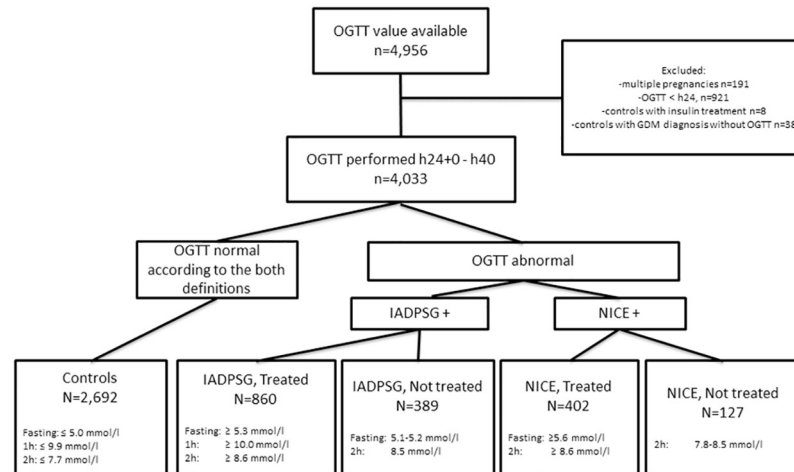 OGTT value available
n=4,956
Excluded:
-multiple pregnancies n=191
-OGTT < h24, n=921
-controls with insulin treatment n=8
-controls with GDM diagnosis without OGTT n=38
OGTT performed h24+0 - h40
n=4,033
OGTT normal
according to the both
definitions
OGTT abnormal
IADPSG +
NICE +
Controls
N=2,692
Fasting: ≤ 5.0 mmol/l
1h: ≤ 9.9 mmol/l
2h: ≤ 7.7 mmol/l
IADPSG, Treated
N=860
Fasting: ≥ 5.3 mmol/l
1h: ≥ 10.0 mmol/l
2h: ≥ 8.6 mmol/l
IADPSG, Not treated
N=389
Fasting: 5.1-5.2 mmol/l
2h: 8.5 mmol/l
NICE, Treated
N=402
Fasting: ≥5.6 mmol/l
2h: ≥ 8.6 mmol/l
NICE, Not treated
N=127
2h: 7.8-8.5 mmol/l